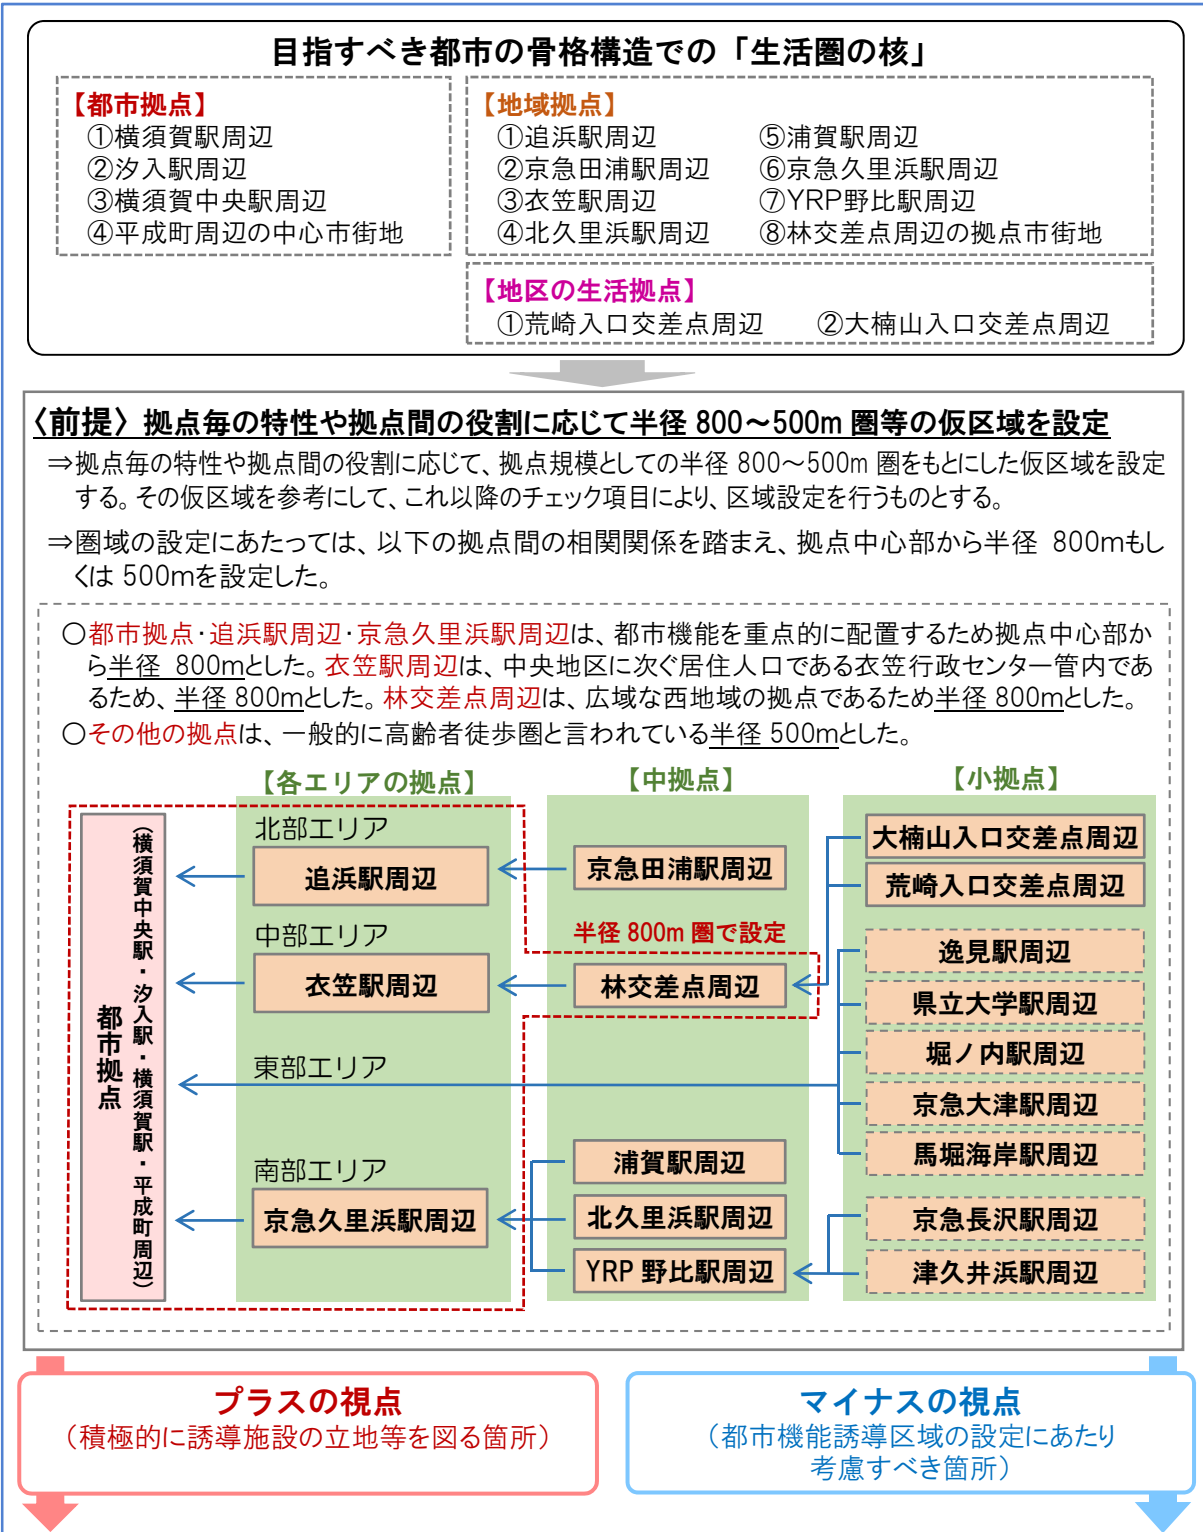 目指すべき都市の骨格構造での「生活圏の核」
【都市拠点】
①横須賀駅周辺
②汐入駅周辺
③横須賀中央駅周辺
④平成町周辺の中心市街地
【地域拠点】
①追浜駅周辺
②京急田浦駅周辺
③衣笠駅周辺
④北久里浜駅周辺
⑤浦賀駅周辺
⑥京急久里浜駅周辺
⑦YRP野比駅周辺
⑧林交差点周辺の拠点市街地
【地区の生活拠点】
①荒崎入口交差点周辺 ②大楠山入口交差点周辺
〈前提〉拠点毎の特性や拠点間の役割に応じて半径 800～500m 圏等の仮区域を設定
⇒拠点毎の特性や拠点間の役割に応じて、拠点規模としての半径 800～500m 圏をもとにした仮区域を設定
する。その仮区域を参考にして、これ以降のチェック項目により、区域設定を行うものとする。
⇒圏域の設定にあたっては、以下の拠点間の相関関係を踏まえ、拠点中心部から半径 800mもし
くは 500mを設定した。
○都市拠点・追浜駅周辺・京急久里浜駅周辺は、都市機能を重点的に配置するため拠点中心部か
ら半径 800mとした。衣笠駅周辺は、中央地区に次ぐ居住人口である衣笠行政センター管内であ
るため、半径 800mとした。林交差点周辺は、広域な西地域の拠点であるため半径 800mとした。
○その他の拠点は、一般的に高齢者徒歩圏と言われている半径 500mとした。
【各エリアの拠点】
【中拠点】
【小拠点】
都市拠点
（横須賀中央駅・汐入駅・横須賀駅・平成町周辺）
北部エリア
追浜駅周辺
中部エリア
衣笠駅周辺
東部エリア
南部エリア
京急久里浜駅周辺
京急田浦駅周辺
半径 800m 圏で設定
林交差点周辺
浦賀駅周辺
北久里浜駅周辺
YRP 野比駅周辺
大楠山入口交差点周辺
荒崎入口交差点周辺
逸見駅周辺
県立大学駅周辺
堀ノ内駅周辺
京急大津駅周辺
馬堀海岸駅周辺
京急長沢駅周辺
津久井浜駅周辺
プラスの視点
（積極的に誘導施設の立地等を図る箇所）
マイナスの視点
（都市機能誘導区域の設定にあたり
考慮すべき箇所）